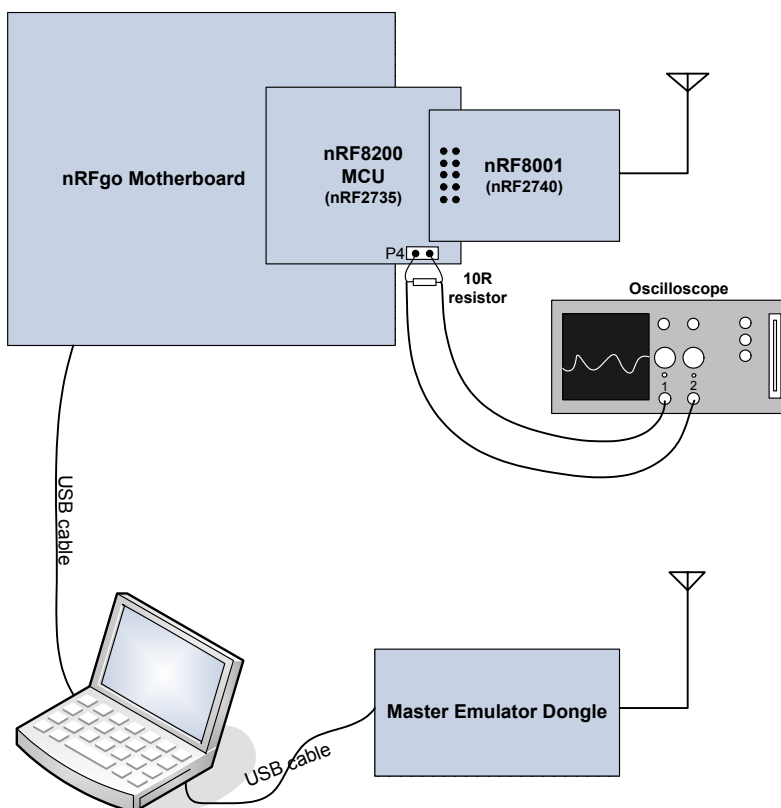 nRFgo Motherboard
nRF8200
MCU
(nRF2735)
nRF8001
(nRF2740)
P4
10R
resistor
Oscilloscope
1
2
USB cable
Master Emulator Dongle
USB cable